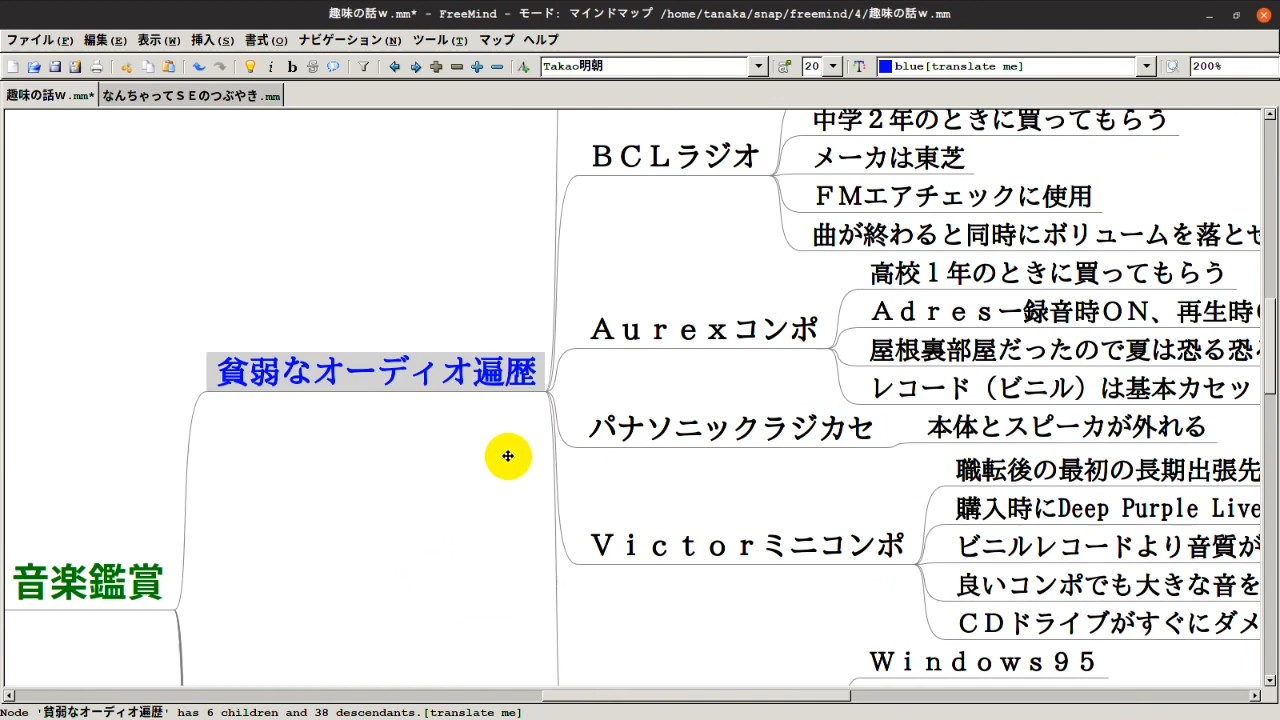 趣味の話ｗ.mm* - FreeMind - モード: マインドマップ /home/tanaka/snap/freemind/4/趣味の話ｗ.mm
ファイル(F) 編集(E) 表示(W) 挿入(S) 書式(O) ナビゲーション(N) ツール(T) マップ ヘルプ
Takao明朝 20 blue[translate me] 200%
趣味の話ｗ.mm* なんちゃってＳＥのつぶやき.mm
中学２年のときに買ってもらう
ＢＣＬラジオ
メーカは東芝
ＦＭエアチェックに使用
曲が終わると同時にボリュームを落とせ
高校１年のときに買ってもらう
Ａｄｒｅｓー録音時ＯＮ、再生時
Ａｕｒｅｘコンポ
屋根裏部屋だったので夏は恐る恐
貧弱なオーディオ遍歴
レコード（ビニル）は基本カセッ
パナソニックラジカセ
本体とスピーカが外れる
職転後の最初の長期出張先
購入時にDeep Purple Live
Ｖｉｃｔｏｒミニコンポ
ビニルレコードより音質が
良いコンポでも大きな音を
音楽鑑賞
ＣＤドライブがすぐにダメ
Ｗｉｎｄｏｗｓ９５
Node '貧弱なオーディオ遍歴' has 6 children and 38 descendants.[translate me]